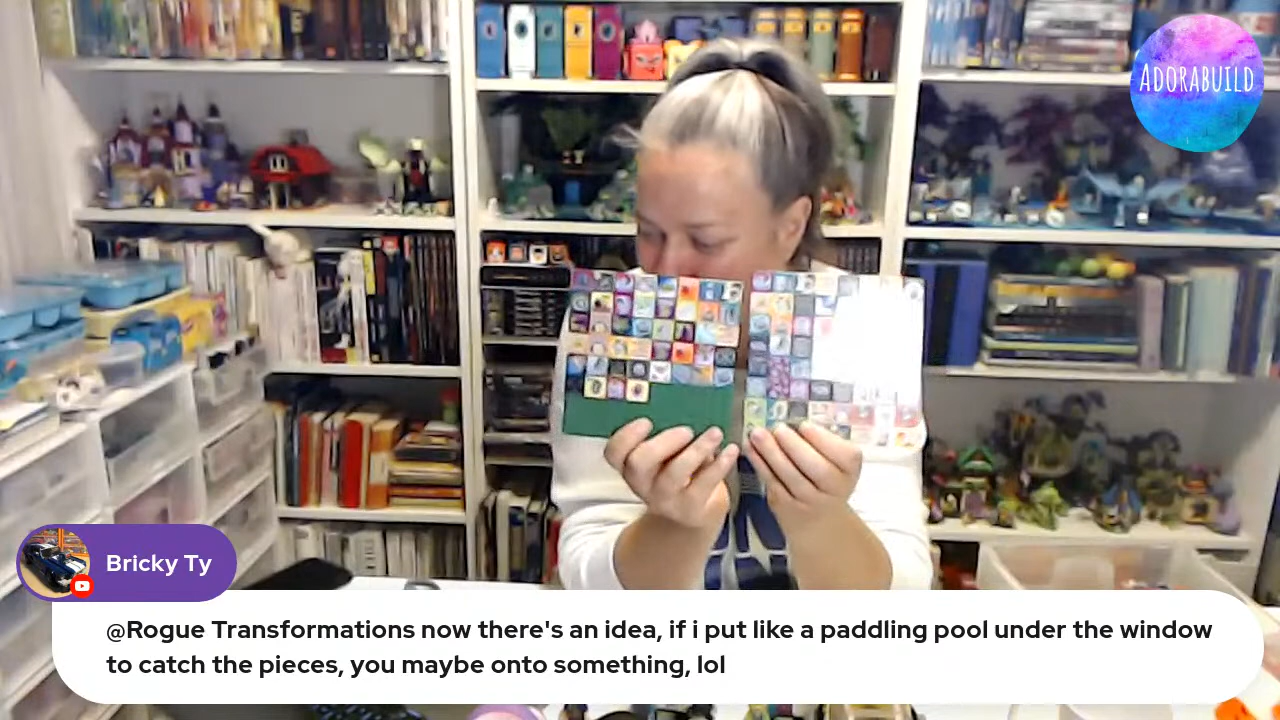 ADORABUILD
Bricky Ty
@Rogue Transformations now there's an idea, if i put like a paddling pool under the window
to catch the pieces, you maybe onto something, lol